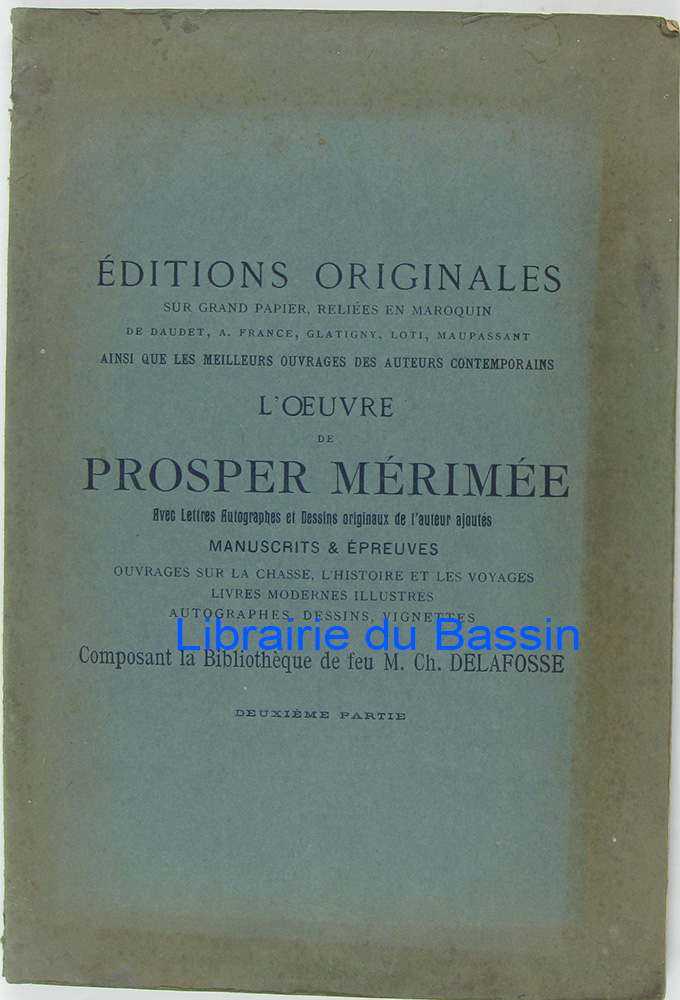 ÉDITIONS ORIGINALES
SUR GRAND PAPIER, RELIÉES EN MAROQUIN
DE DAUDET, A. FRANCE, GLATIGNY, LOTI, MAUPASSANT
AINSI QUE LES MEILLEURS OUVRAGES DES AUTEURS CONTEMPORAINS
L'ŒUVRE
DE
PROSPER MÉRIMÉE
Avec Lettres Autographes et Dessins originaux de l'auteur ajoutés
MANUSCRITS & ÉPREUVES
OUVRAGES SUR LA CHASSE, L'HISTOIRE ET LES VOYAGES
LIVRES MODERNES ILLUSTRÉS
AUTOGRAPHES, DESSINS, VIGNETTES
Librairie du Bassin
Composant la Bibliothèque de feu M. Ch. DELAFOSSE
DEUXIÈME PARTIE